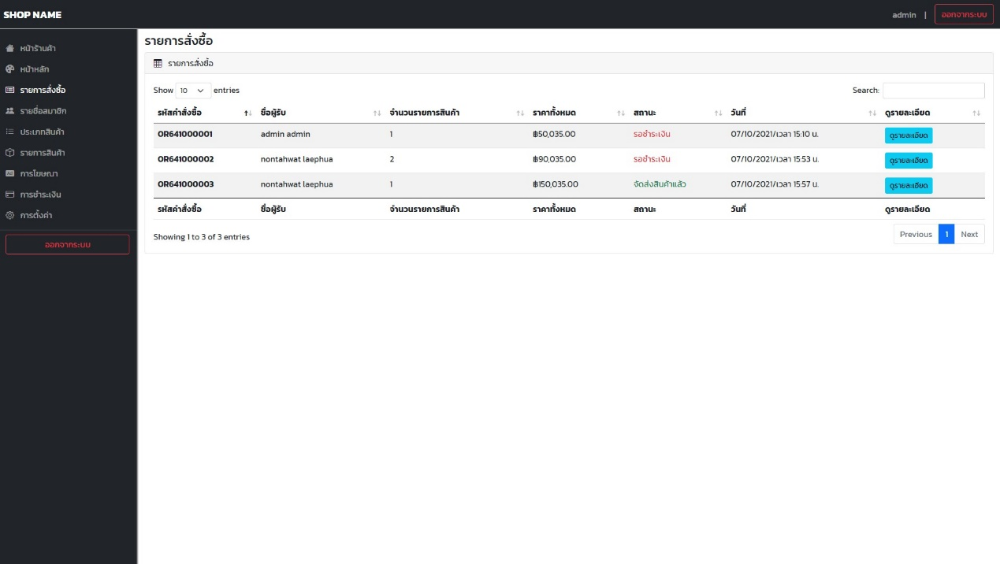 SHOP NAME
admin | ออกจากระบบ
หน้าร้านค้า
หน้าหลัก
รายการสั่งซื้อ
รายชื่อสมาชิก
ประเภทสินค้า
รายการสินค้า
Ad การโฆษณา
การชำระเงิน
การตั้งค่า
ออกจากระบบ
รายการสั่งซื้อ
รายการสั่งซื้อ
Show 10 entries Search:
รหัสคำสั่งซื้อ ชื่อผู้รับ จำนวนรายการสินค้า ราคาทั้งหมด สถานะ วันที่ ดูรายละเอียด
OR641000001 admin admin 1 ฿50,035.00 รอชำระเงิน 07/10/2021/เวลา 15:10 น. ดูรายละเอียด
OR641000002 nontahwat laephua 2 ฿90,035.00 รอชำระเงิน 07/10/2021/เวลา 15:53 น. ดูรายละเอียด
OR641000003 nontahwat laephua 1 ฿150,035.00 จัดส่งสินค้าแล้ว 07/10/2021/เวลา 15:57 น. ดูรายละเอียด
รหัสคำสั่งซื้อ ชื่อผู้รับ จำนวนรายการสินค้า ราคาทั้งหมด สถานะ วันที่ ดูรายละเอียด
Showing 1 to 3 of 3 entries Previous 1 Next